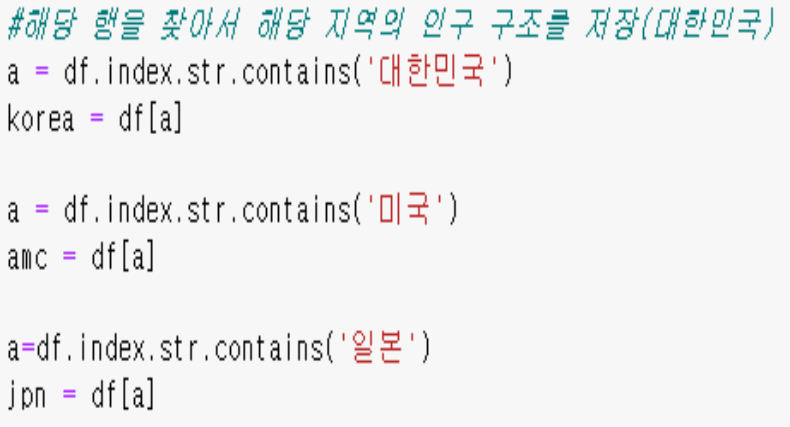 #해당 행을 찾아서 해당 지역의 인구 구조를 저장(대한민국)
a = df.index.str.contains('대한민국')
korea = df[a]
a = df.index.str.contains('미국')
amc = df[a]
a=df.index.str.contains('일본')
jpn = df[a]